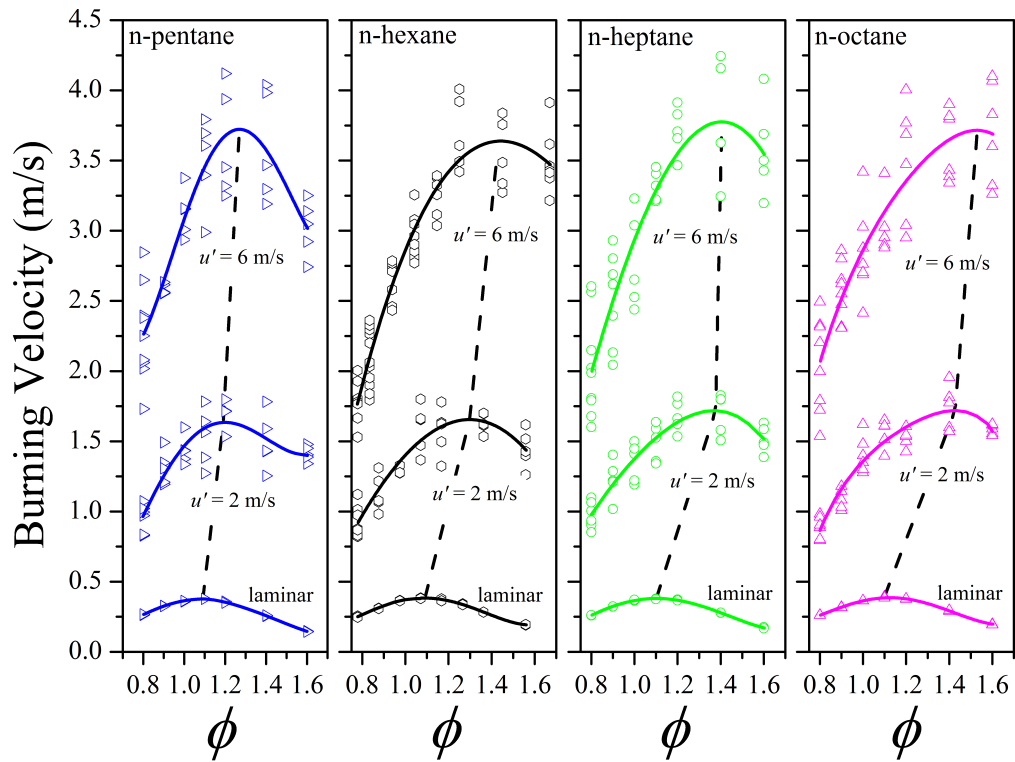 n-pentane
n-hexane
n-heptane
n-octane
4.5
4.0
3.5
3.0
2.5
2.0
1.5
1.0
0.5
0.0
Burning Velocity (m/s)
u′ = 6 m/s
u′ = 6 m/s
u′ = 6 m/s
u′ = 6 m/s
u′ = 2 m/s
u′ = 2 m/s
u′ = 2 m/s
u′ = 2 m/s
laminar
laminar
laminar
laminar
0.8 1.0 1.2 1.4 1.6
0.8 1.0 1.2 1.4 1.6
0.8 1.0 1.2 1.4 1.6
0.8 1.0 1.2 1.4 1.6
ϕ
ϕ
ϕ
ϕ